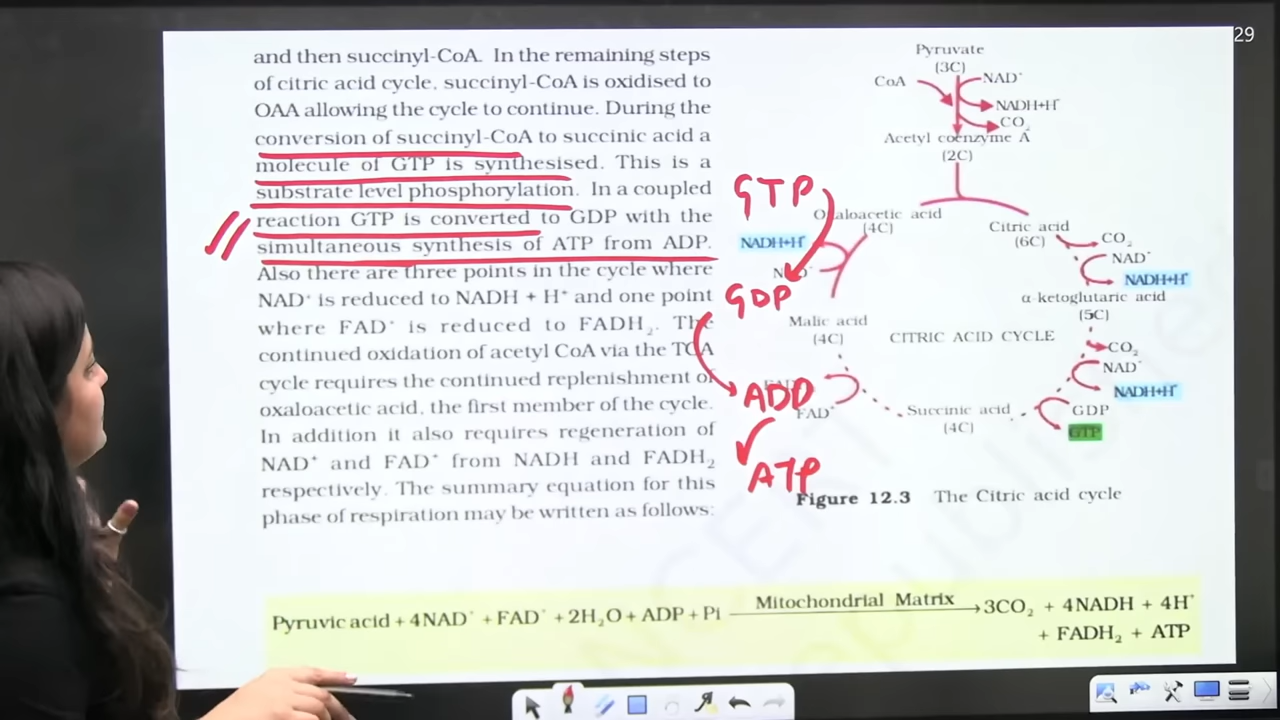 29
and then succinyl-CoA. In the remaining steps
of citric acid cycle, succinyl-CoA is oxidised to
OAA allowing the cycle to continue. During the
conversion of succinyl-CoA to succinic acid a
molecule of GTP is synthesised. This is a
substrate level phosphorylation. In a coupled
reaction GTP is converted to GDP with the
simultaneous synthesis of ATP from ADP.
Also there are three points in the cycle where
NAD⁺ is reduced to NADH + H⁺ and one point
where FAD⁺ is reduced to FADH₂. The
continued oxidation of acetyl CoA via the TCA
cycle requires the continued replenishment of
oxaloacetic acid, the first member of the cycle.
In addition it also requires regeneration of
NAD⁺ and FAD⁺ from NADH and FADH₂
respectively. The summary equation for this
phase of respiration may be written as follows:
GTP
GDP
ADP
ATP
Pyruvate
(3C)
CoA
NAD⁺
NADH+H⁺
CO₂
Acetyl coenzyme A
(2C)
Oxaloacetic acid
(4C)
Citric acid
(6C)
NADH+H⁺
CO₂
NAD⁺
NADH+H⁺
α-ketoglutaric acid
(5C)
Malic acid
(4C)
CITRIC ACID CYCLE
CO₂
NAD⁺
NADH+H⁺
FAD⁺
Succinic acid
(4C)
GDP
GTP
Figure 12.3 The Citric acid cycle
Pyruvic acid + 4NAD⁺ + FAD⁺ + 2H₂O + ADP + Pi Mitochondrial Matrix 3CO₂ + 4NADH + 4H⁺
+ FADH₂ + ATP